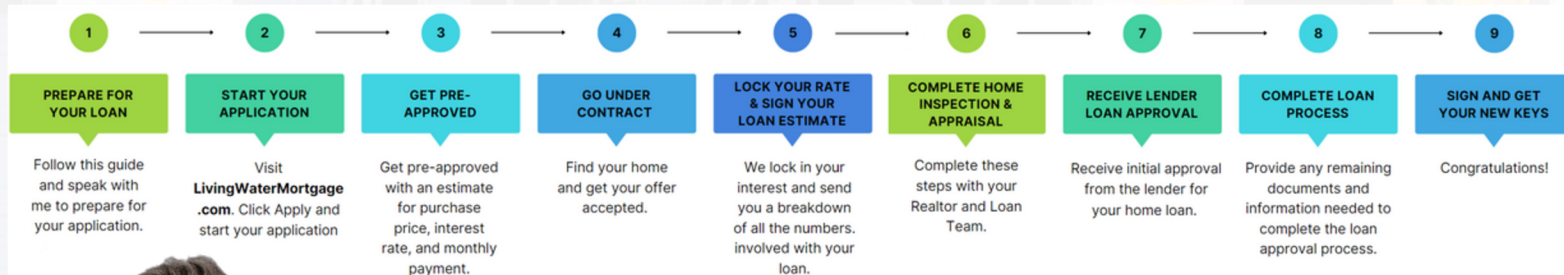 1
2
3
4
5
6
7
8
9
PREPARE FOR
YOUR LOAN
Follow this guide
and speak with
me to prepare for
your application.
START YOUR
APPLICATION
Visit
LivingWaterMortgage
.com. Click Apply and
start your application
GET PRE-
APPROVED
Get pre-approved
with an estimate
for purchase
price, interest
rate, and monthly
payment.
GO UNDER
CONTRACT
Find your home
and get your offer
accepted.
LOCK YOUR RATE
& SIGN YOUR
LOAN ESTIMATE
We lock in your
interest and send
you a breakdown
of all the numbers.
involved with your
loan.
COMPLETE HOME
INSPECTION &
APPRAISAL
Complete these
steps with your
Realtor and Loan
Team.
RECEIVE LENDER
LOAN APPROVAL
Receive initial approval
from the lender for
your home loan.
COMPLETE LOAN
PROCESS
Provide any remaining
documents and
information needed to
complete the loan
approval process.
SIGN AND GET
YOUR NEW KEYS
Congratulations!